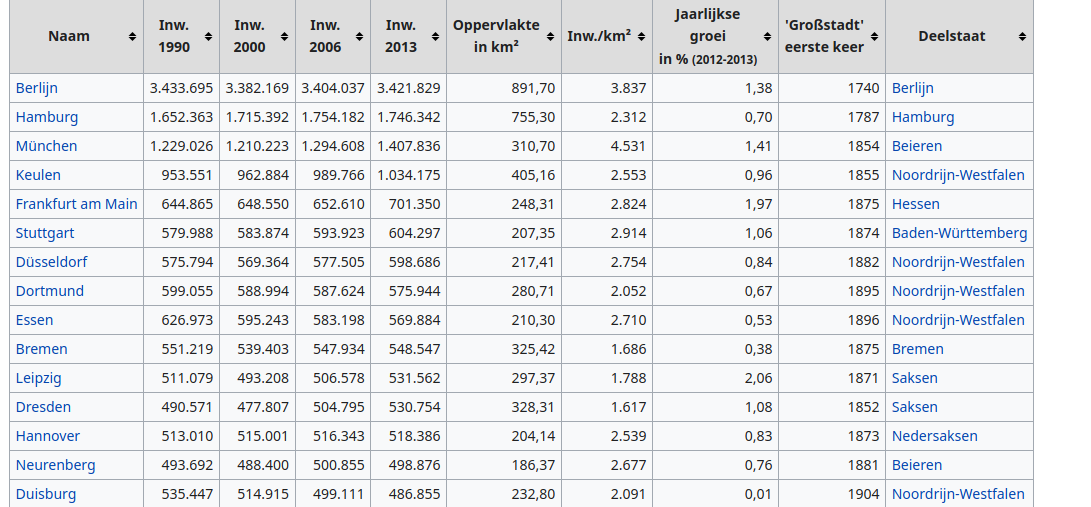 Naam Inw. 1990 Inw. 2000 Inw. 2006 Inw. 2013 Oppervlakte in km² Inw./km² Jaarlijkse groei in % (2012-2013) 'Großstadt' eerste keer Deelstaat
Berlijn 3.433.695 3.382.169 3.404.037 3.421.829 891,70 3.837 1,38 1740 Berlijn
Hamburg 1.652.363 1.715.392 1.754.182 1.746.342 755,30 2.312 0,70 1787 Hamburg
München 1.229.026 1.210.223 1.294.608 1.407.836 310,70 4.531 1,41 1854 Beieren
Keulen 953.551 962.884 989.766 1.034.175 405,16 2.553 0,96 1855 Noordrijn-Westfalen
Frankfurt am Main 644.865 648.550 652.610 701.350 248,31 2.824 1,97 1875 Hessen
Stuttgart 579.988 583.874 593.923 604.297 207,35 2.914 1,06 1874 Baden-Württemberg
Düsseldorf 575.794 569.364 577.505 598.686 217,41 2.754 0,84 1882 Noordrijn-Westfalen
Dortmund 599.055 588.994 587.624 575.944 280,71 2.052 0,67 1895 Noordrijn-Westfalen
Essen 626.973 595.243 583.198 569.884 210,30 2.710 0,53 1896 Noordrijn-Westfalen
Bremen 551.219 539.403 547.934 548.547 325,42 1.686 0,38 1875 Bremen
Leipzig 511.079 493.208 506.578 531.562 297,37 1.788 2,06 1871 Saksen
Dresden 490.571 477.807 504.795 530.754 328,31 1.617 1,08 1852 Saksen
Hannover 513.010 515.001 516.343 518.386 204,14 2.539 0,83 1873 Nedersaksen
Neurenberg 493.692 488.400 500.855 498.876 186,37 2.677 0,76 1881 Beieren
Duisburg 535.447 514.915 499.111 486.855 232,80 2.091 0,01 1904 Noordrijn-Westfalen